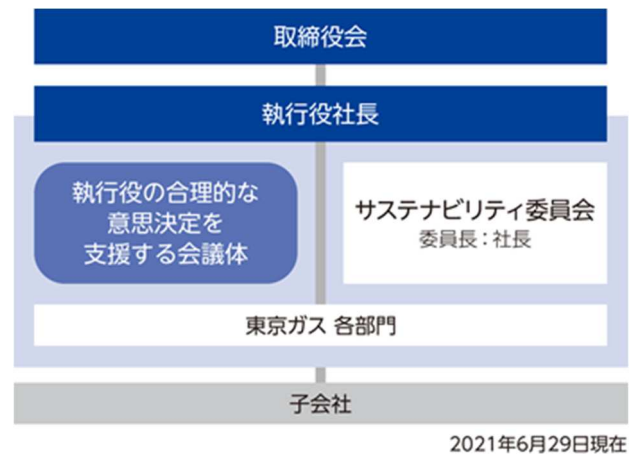 取締役会
執行役社長
執行役の合理的な
意思決定を
支援する会議体
サステナビリティ委員会
委員長：社長
東京ガス 各部門
子会社
2021年6月29日現在